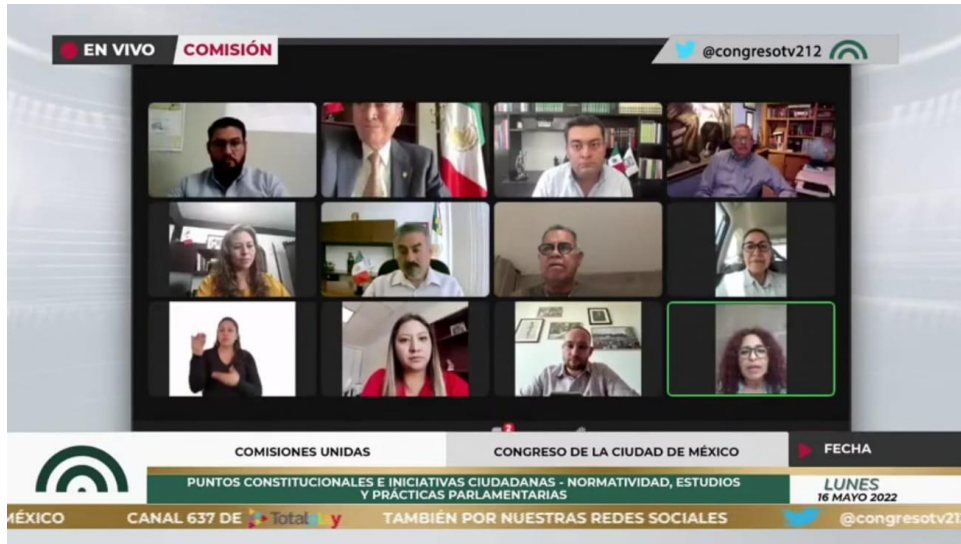 EN VIVO COMISIÓN @congresotv212
2
COMISIONES UNIDAS CONGRESO DE LA CIUDAD DE MÉXICO FECHA
PUNTOS CONSTITUCIONALES E INICIATIVAS CIUDADANAS - NORMATIVIDAD, ESTUDIOS
Y PRÁCTICAS PARLAMENTARIAS
LUNES
16 MAYO 2022
MÉXICO CANAL 637 DE Totalplay TAMBIÉN POR NUESTRAS REDES SOCIALES @congresotv21